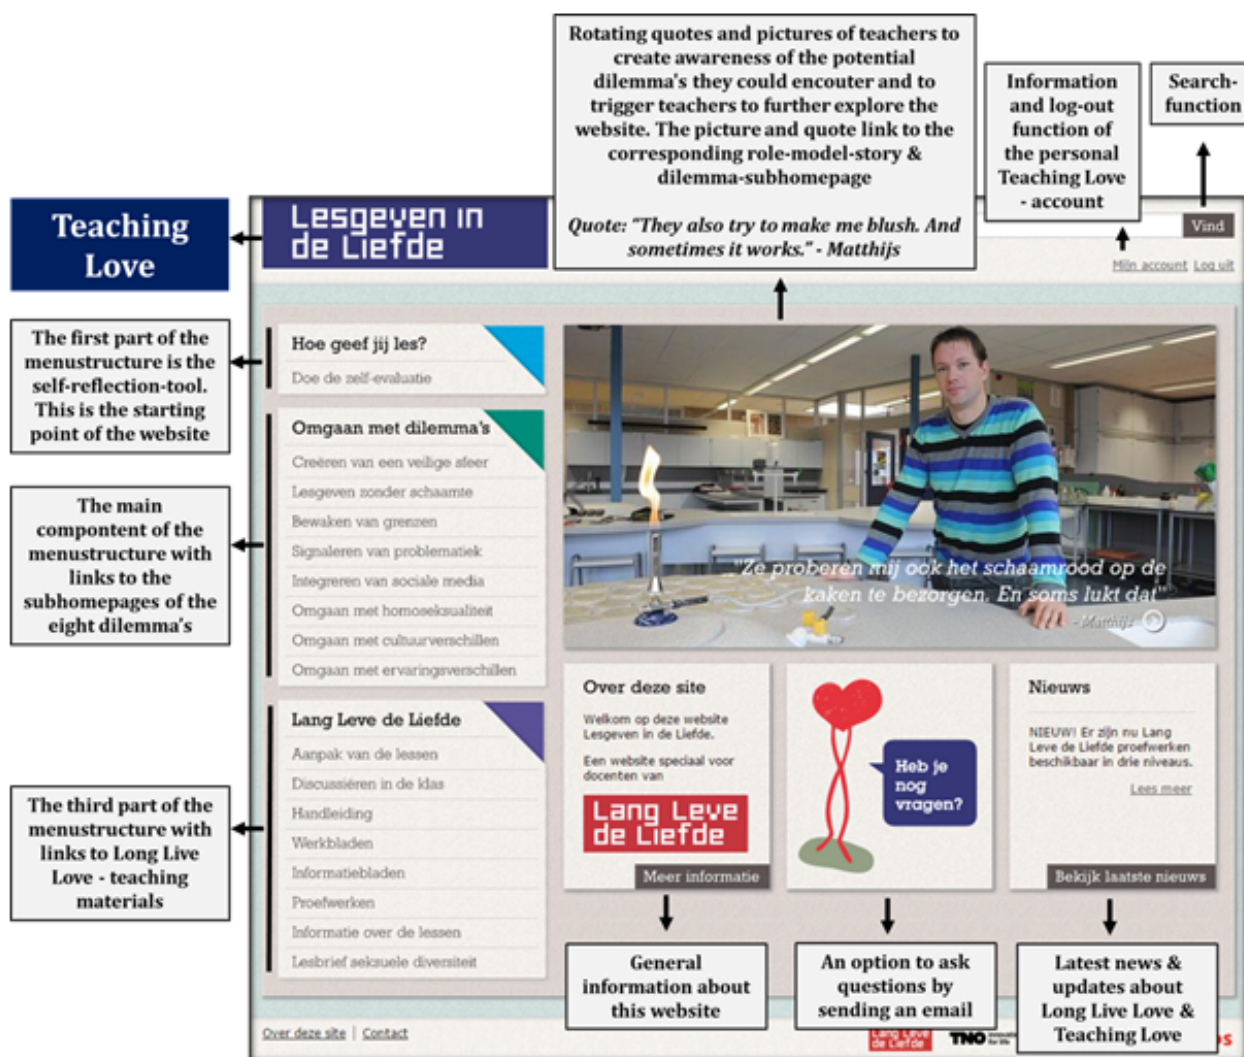 Rotating quotes and pictures of teachers to
create awareness of the potential
dilemma's they could encouter and to
trigger teachers to further explore the
website. The picture and quote link to the
corresponding role-model-story &
dilemma-subhomepage
Quote: "They also try to make me blush. And
sometimes it works." - Matthijs
Information
and log-out
function of
the personal
Teaching Love
- account
Search-
function
Teaching
Love
Lesgeven in
de Liefde
Vind
Mijn account Log uit
The first part of the
menustructure is the
self-reflection-tool.
This is the starting
point of the website
Hoe geef jij les?
Doe de self-evaluatie
The main
compontent of the
menustructure with
links to the
subhomepages of the
eight dilemma's
Omgaan met dilemma's
Creëren van een veilige sfeer
Lesgeven zonder schaamte
Bewaken van grenzen
Signaleren van problematiek
Integreren van sociale media
Omgaan met homoseksualiteit
Omgaan met cultuurverschillen
Omgaan met ervaringsverschillen
"Ze proberen mij ook het schaamrood op de
kaken te bezorgen. En soms lukt dat"
- Matthijs
The third part of the
menustructure with
links to Long Live
Love - teaching
materials
Lang Leve de Liefde
Aanpak van de lessen
Discussiëren in de klas
Handleiding
Werkbladen
Informatiebladen
Proefwerken
Informatie over de lessen
Lesbrief seksuele diversiteit
Over deze site
Welkom op deze website
Lesgeven in de Liefde.
Een website speciaal voor
docenten van
Lang Leve
de Liefde
Meer informatie
Heb je
nog
vragen?
Nieuws
NIEUW! Er zijn nu Lang
Leve de Liefde proefwerken
beschikbaar in drie niveaus.
Lees meer
Bekijk laatste nieuws
General
information about
this website
An option to ask
questions by
sending an email
Latest news &
updates about
Long Live Love &
Teaching Love
Over deze site | Contact
Lang Leve
de Liefde
TNO
for life